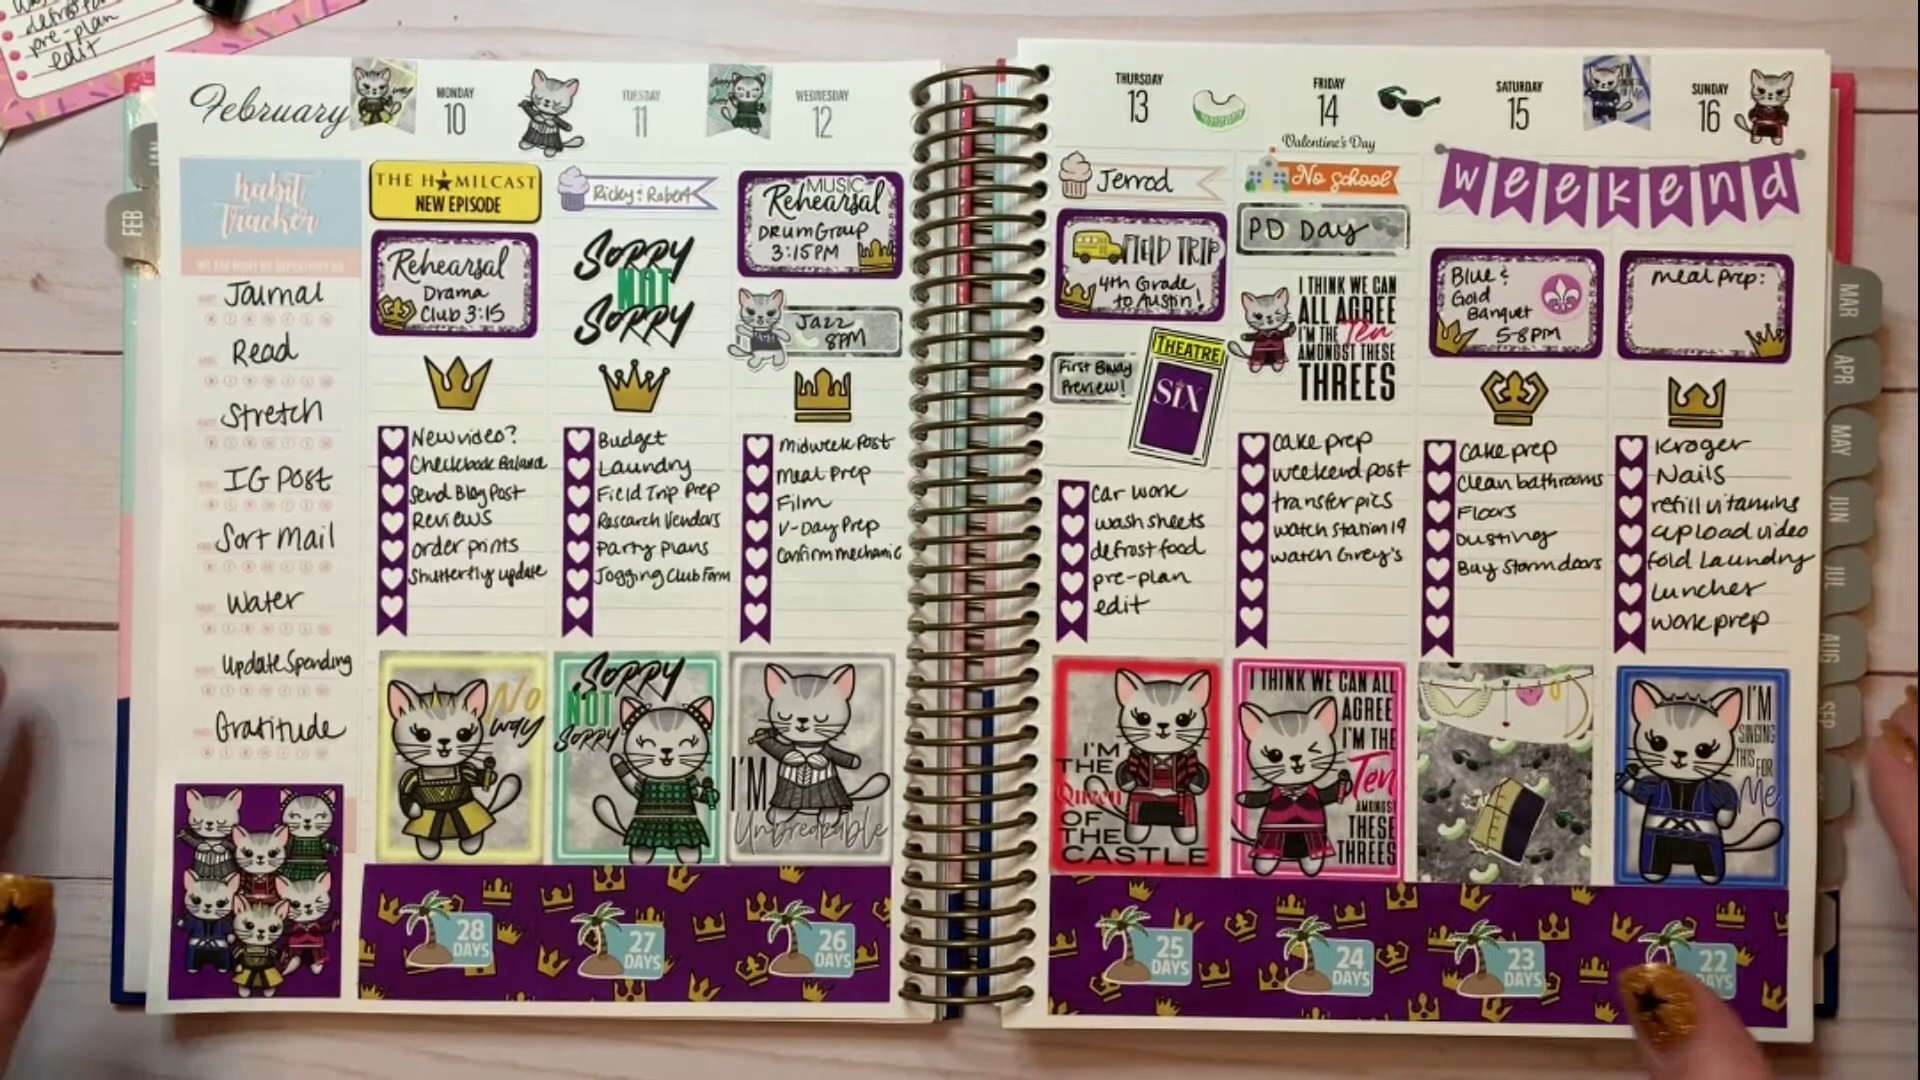 defrost
pre-plan
edit
February
MONDAY
10
TUESDAY
11
WEDNESDAY
12
THURSDAY
13
FRIDAY
14
Valentine's Day
SATURDAY
15
SUNDAY
16
JAN
FEB
habit
Tracker
Journal
Read
Stretch
IG Post
Sort Mail
Water
Update Spending
Gratitude
THE HAMILCAST
NEW EPISODE
Rehearsal
Drama
Club 3:15
New video?
Checkbook Balance
Send Blog Post
Reviews
order prints
Shutterfly update
No
way
28
DAYS
Ricky & Robert
SORRY
NOT
SORRY
Budget
Laundry
Field Trip Prep
Research Vendors
Party Plans
Jogging Club Form
SORRY
NOT
SORRY
27
DAYS
MUSIC
Rehearsal
Drum Group
3:15PM
Jazz
8PM
Midweek Post
Meal Prep
Film
V-Day Prep
Confirm mechanic
I'M
Unbreakable
26
DAYS
Jerrod
FIELD TRIP
4th Grade
to Austin!
First Bway
Preview!
THEATRE
SIX
car work
wash sheets
defrost food
pre-plan
edit
I'M
THE
Queen
OF
THE
CASTLE
25
DAYS
No school
PD Day
I THINK WE CAN
ALL AGREE
I'M THE Ten
AMONGST THESE
THREES
cake prep
weekend post
transfer pics
watch Station 19
watch Grey's
I THINK WE CAN ALL
AGREE
I'M THE
Ten
AMONGST
THESE
THREES
24
DAYS
weekend
Blue &
Gold
Banquet
5-8PM
cake prep
clean bathrooms
Floors
Dusting
Buy Storm doors
23
DAYS
meal prep:
Kroger
Nails
refill vitamins
upload video
fold Laundry
Lunches
work prep
I'M
SINGING
THIS
FOR
Me
22
DAYS
MAR
APR
MAY
JUN
JUL
AUG
SEP